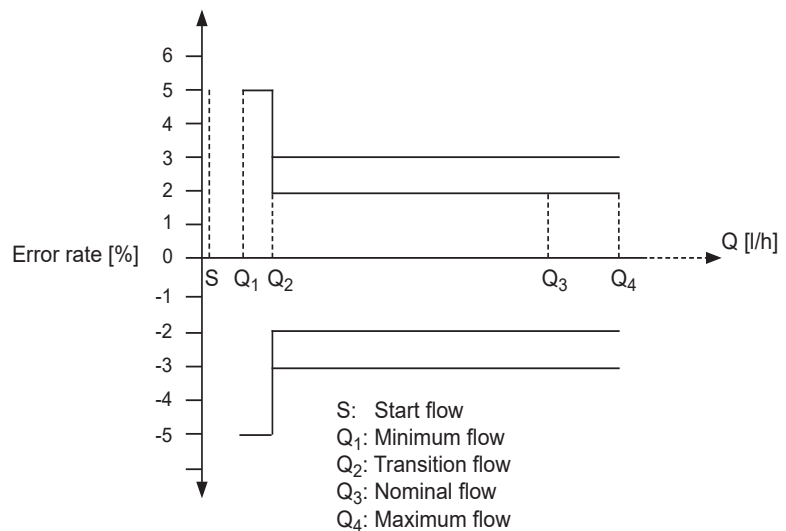 6
5
4
3
2
1
Error rate [%]
0
Q [l/h]
S Q₁ Q₂ Q₃ Q₄
-1
-2
-3
-4
-5
S: Start flow
Q₁: Minimum flow
Q₂: Transition flow
Q₃: Nominal flow
Q₄: Maximum flow